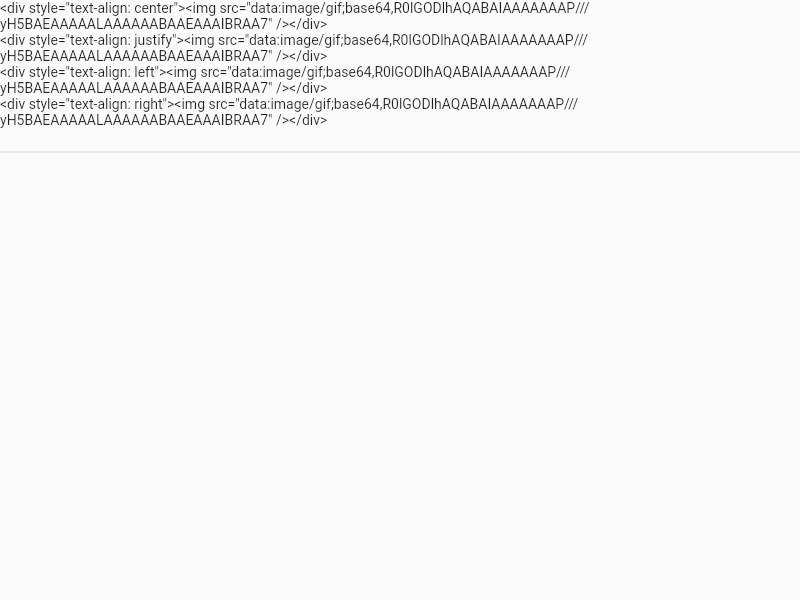 <div style="text-align: center"><img src="data:image/gif;base64,R0lGODlhAQABAIAAAAAAAP///
yH5BAEAAAAALAAAAAABAAEAAAIBRAA7" /></div>
<div style="text-align: justify"><img src="data:image/gif;base64,R0lGODlhAQABAIAAAAAAAP///
yH5BAEAAAAALAAAAAABAAEAAAIBRAA7" /></div>
<div style="text-align: left"><img src="data:image/gif;base64,R0lGODlhAQABAIAAAAAAAP///
yH5BAEAAAAALAAAAAABAAEAAAIBRAA7" /></div>
<div style="text-align: right"><img src="data:image/gif;base64,R0lGODlhAQABAIAAAAAAAP///
yH5BAEAAAAALAAAAAABAAEAAAIBRAA7" /></div>